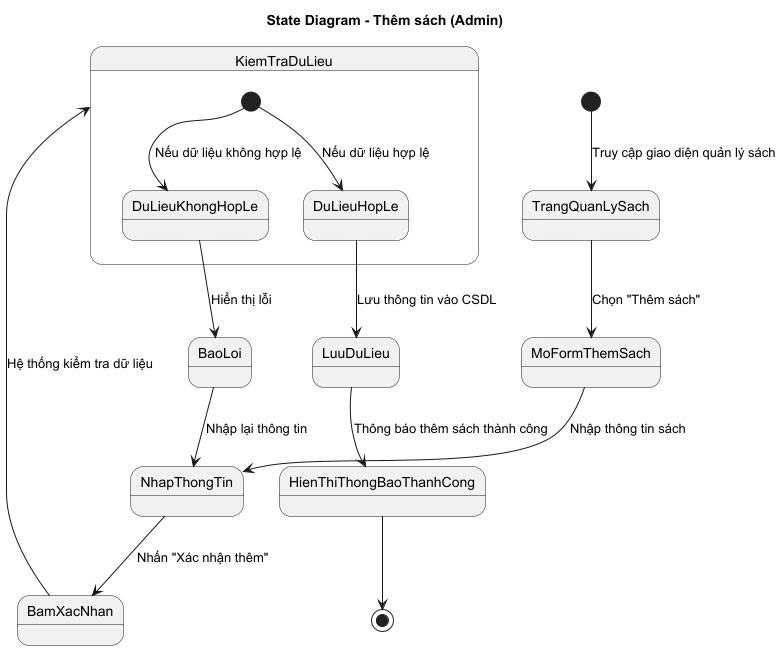 State Diagram - Thêm sách (Admin)
KiemTraDuLieu
Nếu dữ liệu không hợp lệ
Nếu dữ liệu hợp lệ
Truy cập giao diện quản lý sách
DuLieuKhongHopLe
DuLieuHopLe
TrangQuanLySach
Hiển thị lỗi
Lưu thông tin vào CSDL
Chọn "Thêm sách"
BaoLoi
LuuDuLieu
MoFormThemSach
Hệ thống kiểm tra dữ liệu
Nhập lại thông tin
Thông báo thêm sách thành công
Nhập thông tin sách
NhapThongTin
HienThiThongBaoThanhCong
Nhấn "Xác nhận thêm"
BamXacNhan